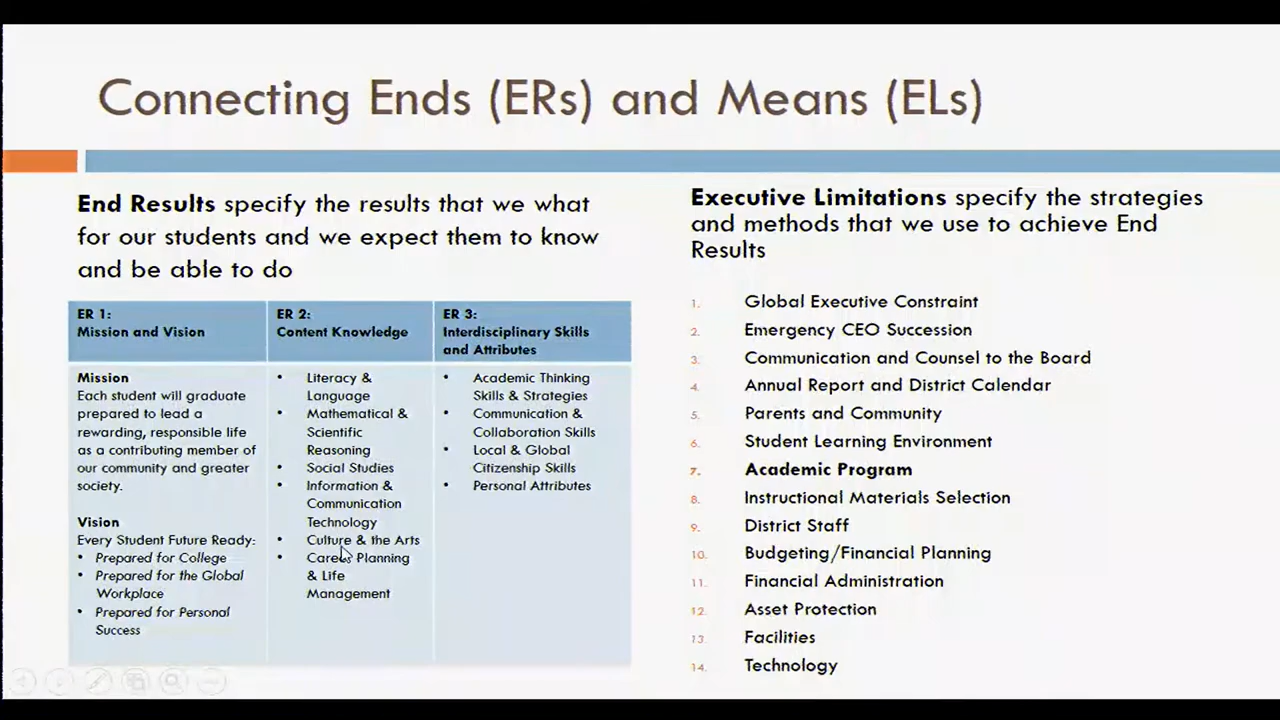 Connecting Ends (ERs) and Means (ELs)
End Results specify the results that we what
for our students and we expect them to know
and be able to do
ER 1:
Mission and Vision
Mission
Each student will graduate
prepared to lead a
rewarding, responsible life
as a contributing member of
our community and greater
society.
Vision
Every Student Future Ready:
• Prepared for College
• Prepared for the Global
Workplace
• Prepared for Personal
Success
ER 2:
Content Knowledge
• Literacy &
Language
• Mathematical &
Scientific
Reasoning
• Social Studies
• Information &
Communication
Technology
• Culture & the Arts
• Career Planning
& Life
Management
ER 3:
Interdisciplinary Skills
and Attributes
• Academic Thinking
Skills & Strategies
• Communication &
Collaboration Skills
• Local & Global
Citizenship Skills
• Personal Attributes
Executive Limitations specify the strategies
and methods that we use to achieve End
Results
1. Global Executive Constraint
2. Emergency CEO Succession
3. Communication and Counsel to the Board
4. Annual Report and District Calendar
5. Parents and Community
6. Student Learning Environment
7. Academic Program
8. Instructional Materials Selection
9. District Staff
10. Budgeting/Financial Planning
11. Financial Administration
12. Asset Protection
13. Facilities
14. Technology